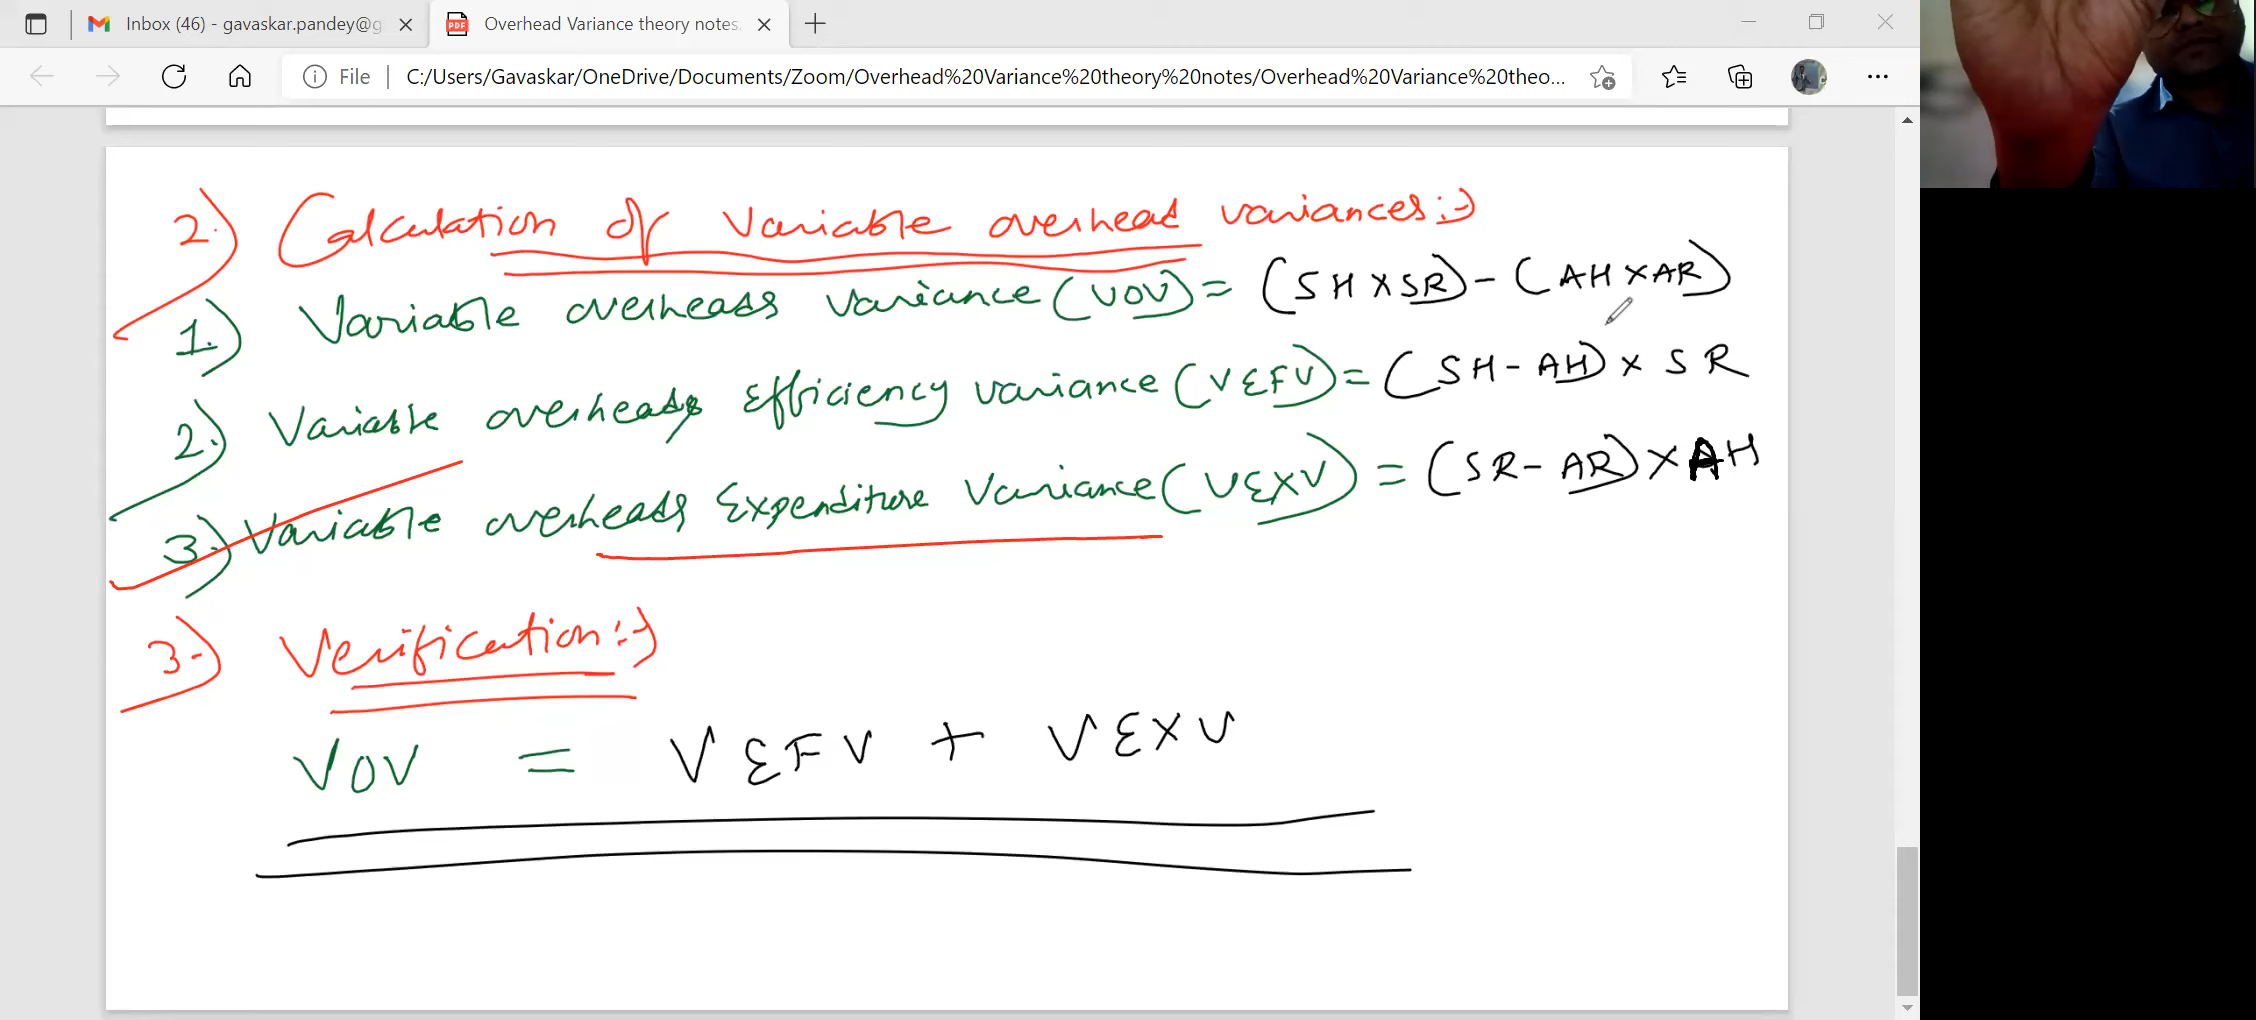 Inbox (46) - gavaskar.pandey@g
Overhead Variance theory notes.
File C:/Users/Gavaskar/OneDrive/Documents/Zoom/Overhead%20Variance%20theory%20notes/Overhead%20Variance%20theo...
2.) Calculation of Variable overhead variances:-)
1.) Variable overheads Variance (VOV) = (SH X SR) - (AH X AR)
2.) Variable overheads Efficiency variance (VEFV) = (SH - AH) X SR
3.) Variable overheads Expenditure Variance (VEXV) = (SR - AR) X AH
3.) Verification:-)
VOV = VEFV + VEXV